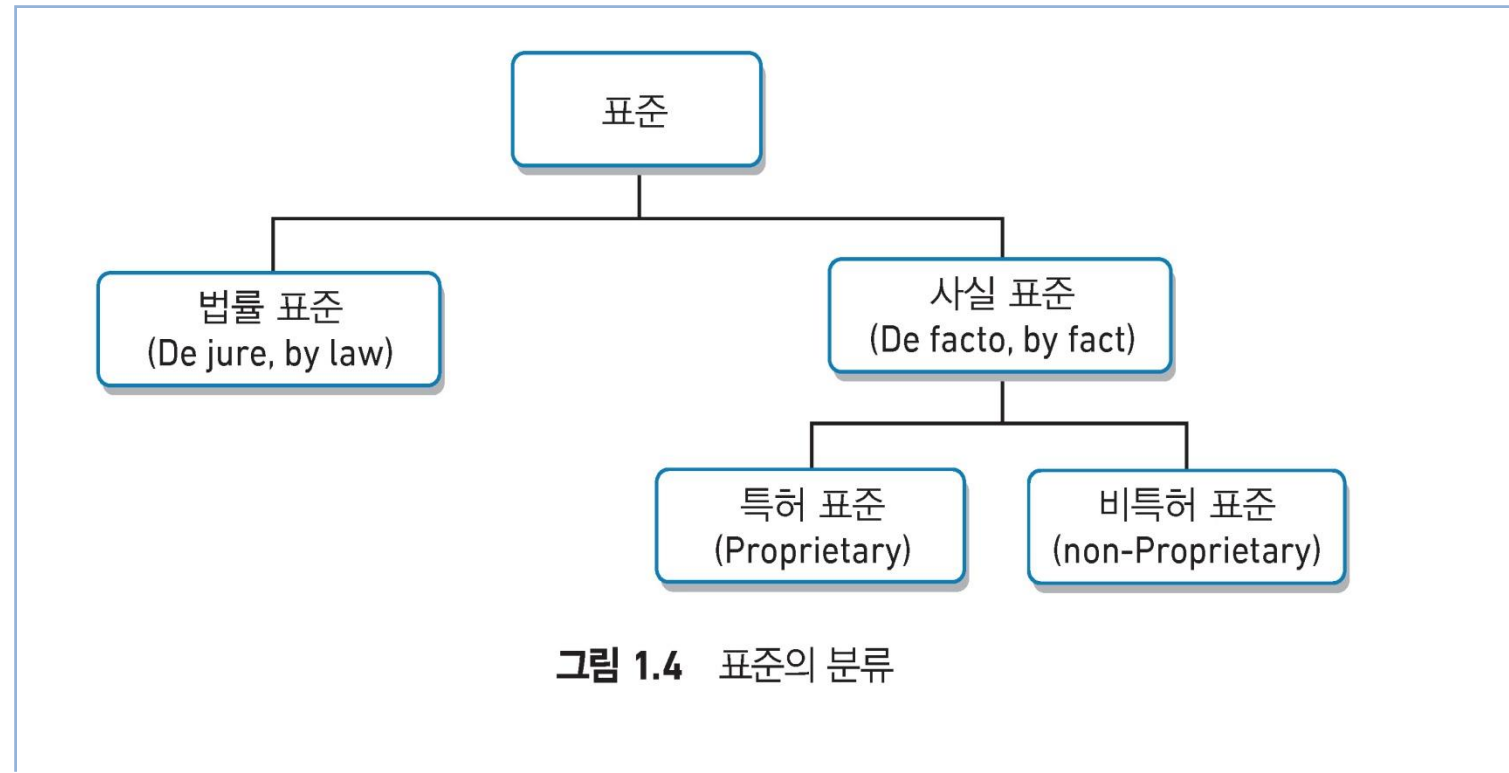 표준
법률 표준
(De jure, by law)
사실 표준
(De facto, by fact)
특허 표준
(Proprietary)
비특허 표준
(non-Proprietary)
그림 1.4 표준의 분류